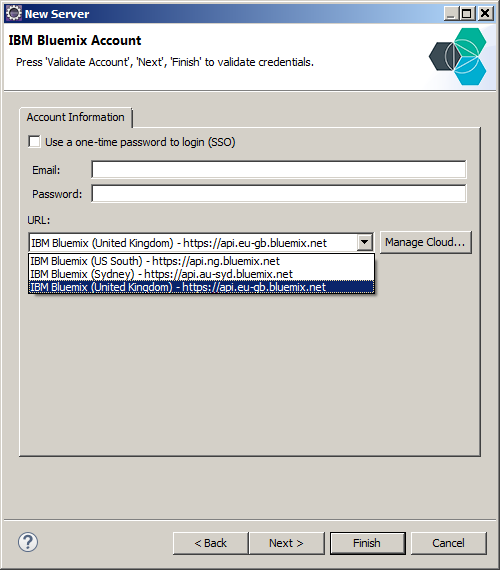 New Server
IBM Bluemix Account
Press 'Validate Account', 'Next', 'Finish' to validate credentials.
Account Information
Use a one-time password to login (SSO)
Email:
Password:
URL:
IBM Bluemix (United Kingdom) - https://api.eu-gb.bluemix.net
Manage Cloud...
IBM Bluemix (US South) - https://api.ng.bluemix.net
IBM Bluemix (Sydney) - https://api.au-syd.bluemix.net
IBM Bluemix (United Kingdom) - https://api.eu-gb.bluemix.net
?
< Back
Next >
Finish
Cancel